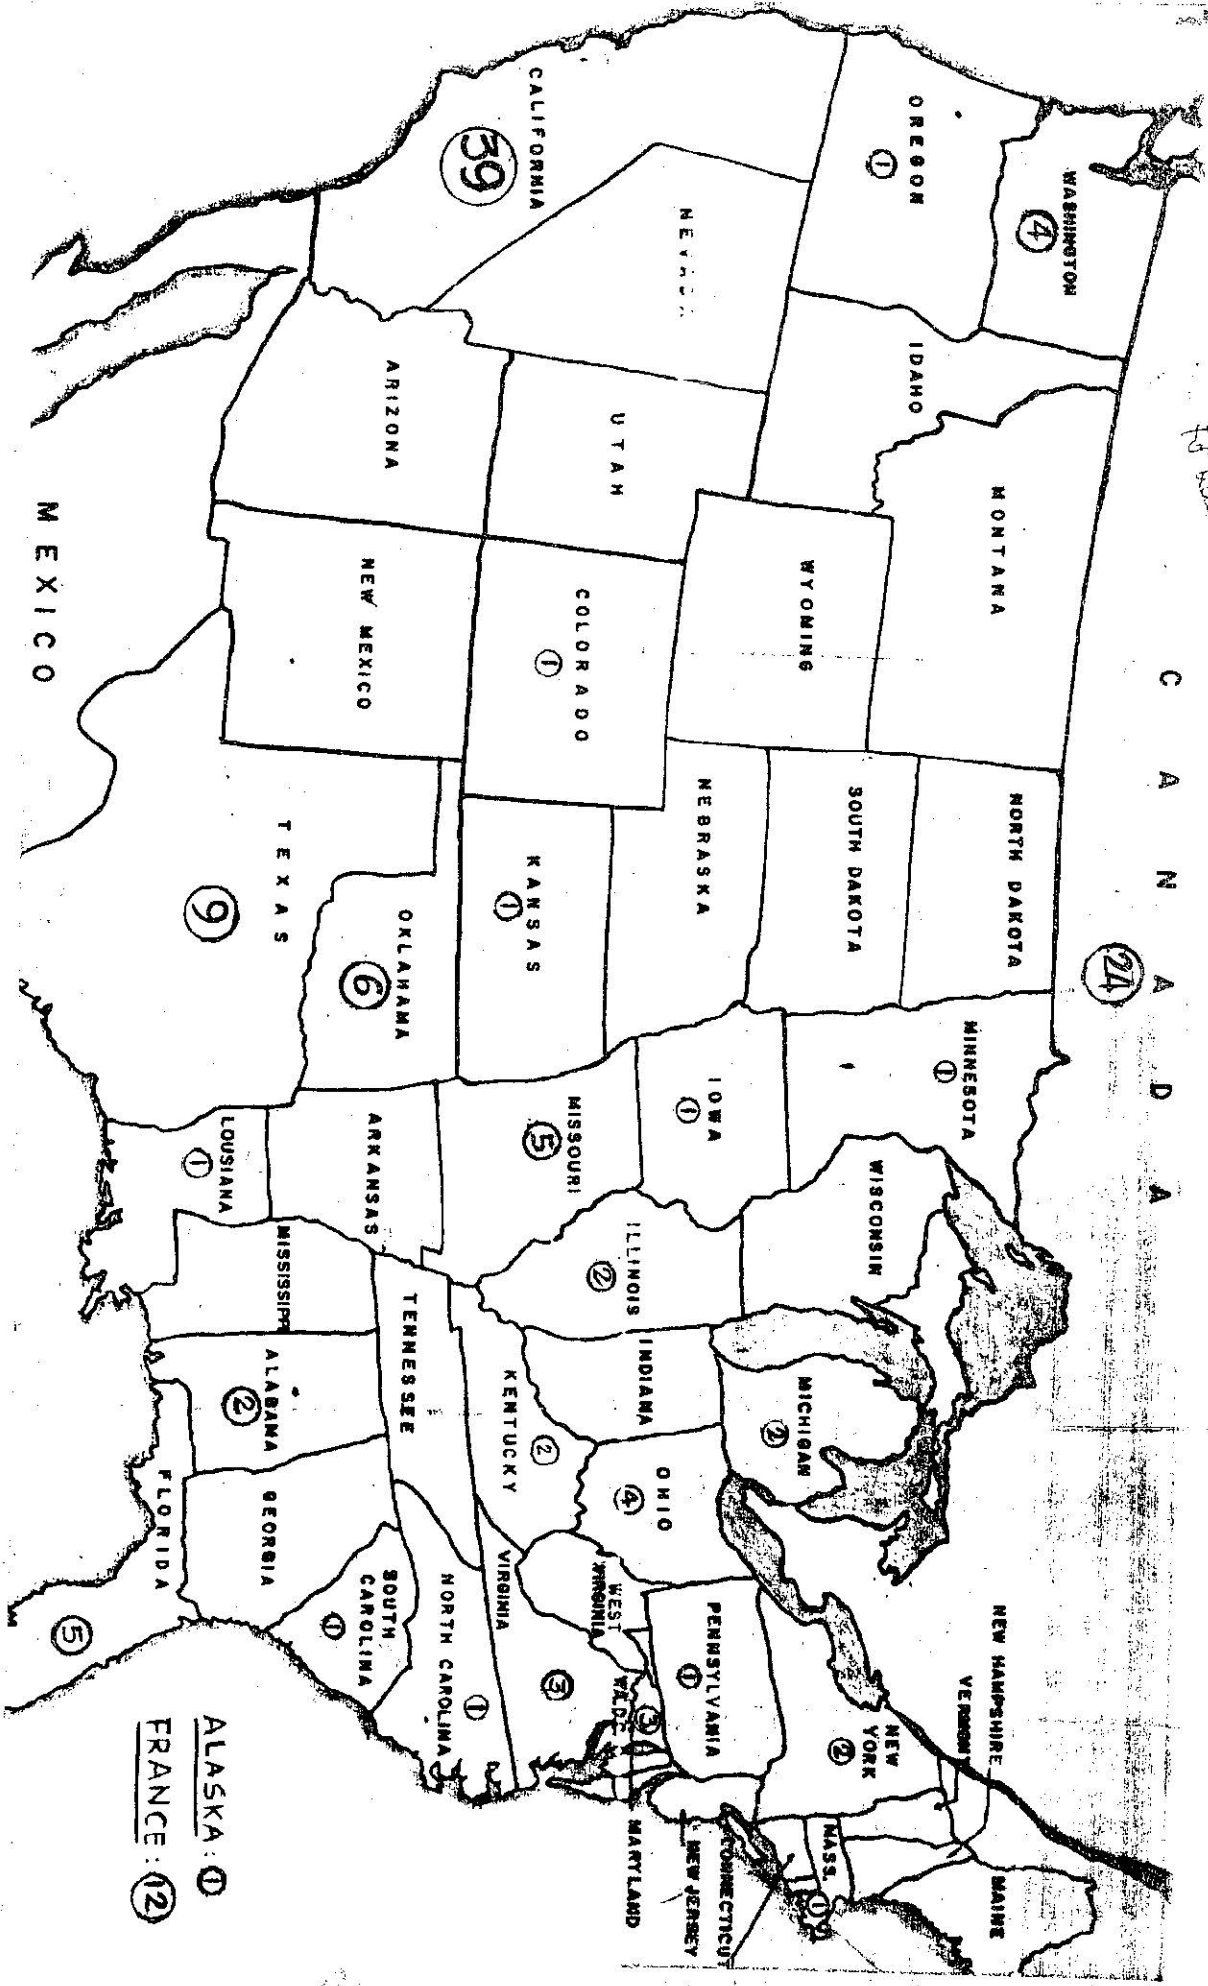 CANADA
24
WASHINGTON
4
OREGON
1
IDAHO
MONTANA
NORTH DAKOTA
MINNESOTA
1
SOUTH DAKOTA
WISCONSIN
WYOMING
NEBRASKA
IOWA
1
MICHIGAN
2
CALIFORNIA
39
UTAH
COLORADO
1
KANSAS
1
MISSOURI
5
ILLINOIS
2
INDIANA
OHIO
4
KENTUCKY
2
WEST
VIRGINIA
VIRGINIA
3
PENNSYLVANIA
1
NEW
YORK
2
NEW HAMPSHIRE
VERMONT
MAINE
MASS.
1
CONNECTICUT
NEW JERSEY
MARYLAND
3
ARIZONA
NEW MEXICO
OKLAHAMA
6
ARKANSAS
TENNESSEE
NORTH CAROLINA
1
SOUTH
CAROLINA
1
TEXAS
9
LOUSIANA
1
MISSISSIPPI
ALABAMA
2
GEORGIA
FLORIDA
5
MEXICO
ALASKA: 1
FRANCE: 12